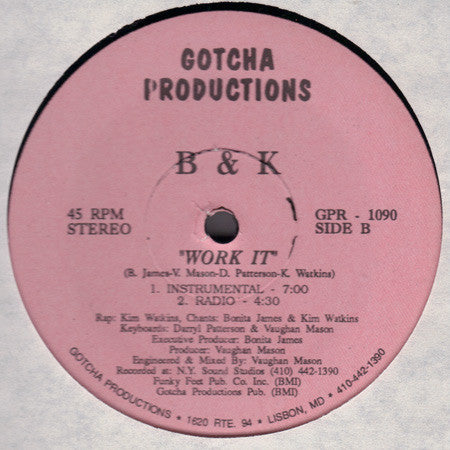 GOTCHA
PRODUCTIONS
B & K
45 RPM
STEREO
GPR - 1090
SIDE B
"WORK IT"
(B. James-V. Mason-D. Patterson-K. Watkins)
1. INSTRUMENTAL - 7:00
2. RADIO - 4:30
Rap: Kim Watkins, Chants: Bonita James & Kim Watkins
Keyboards: Darryl Patterson & Vaughan Mason
Executive Producer: Bonita James
Producer: Vaughan Mason
Engineered & Mixed By: Vaughan Mason
Recorded at: N.Y. Sound Studios (410) 442-1390
Funky Feet Pub. Co. Inc. (BMI)
Gotcha Productions Pub. (BMI)
GOTCHA PRODUCTIONS * 1620 RTE. 94 * LISBON, MD * 410-442-1390